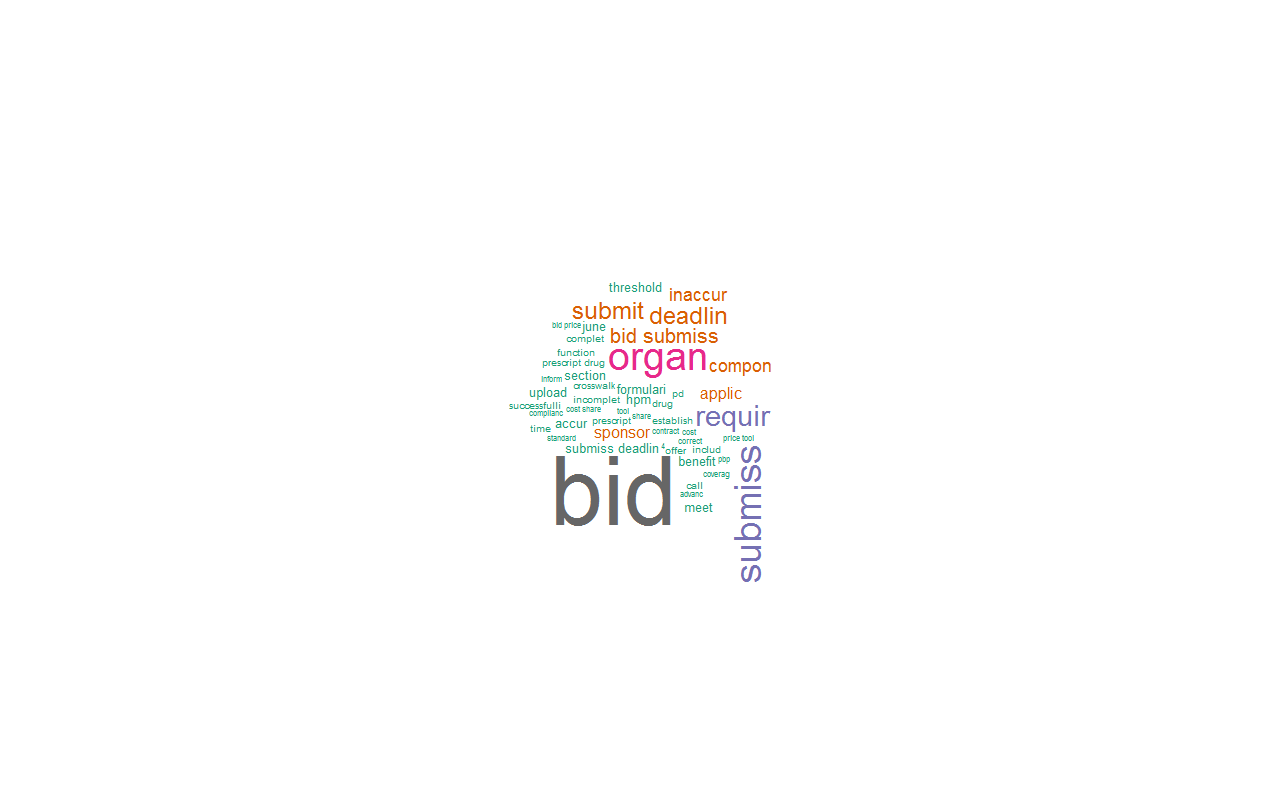 threshold
inaccur
submit
deadlin
bid price
june
bid submiss
complet
organ
function
prescript drug
compon
inform
section
crosswalk
formulari
upload
pd
applic
incomplet
hpm
drug
successfulli
complianc
cost share
tool
share
requir
accur
prescript
establish
time
sponsor
contract
cost
standard
correct
price tool
submiss deadlin
4
offer
includ
benefit
pbp
bid
submiss
coverag
call
advanc
meet